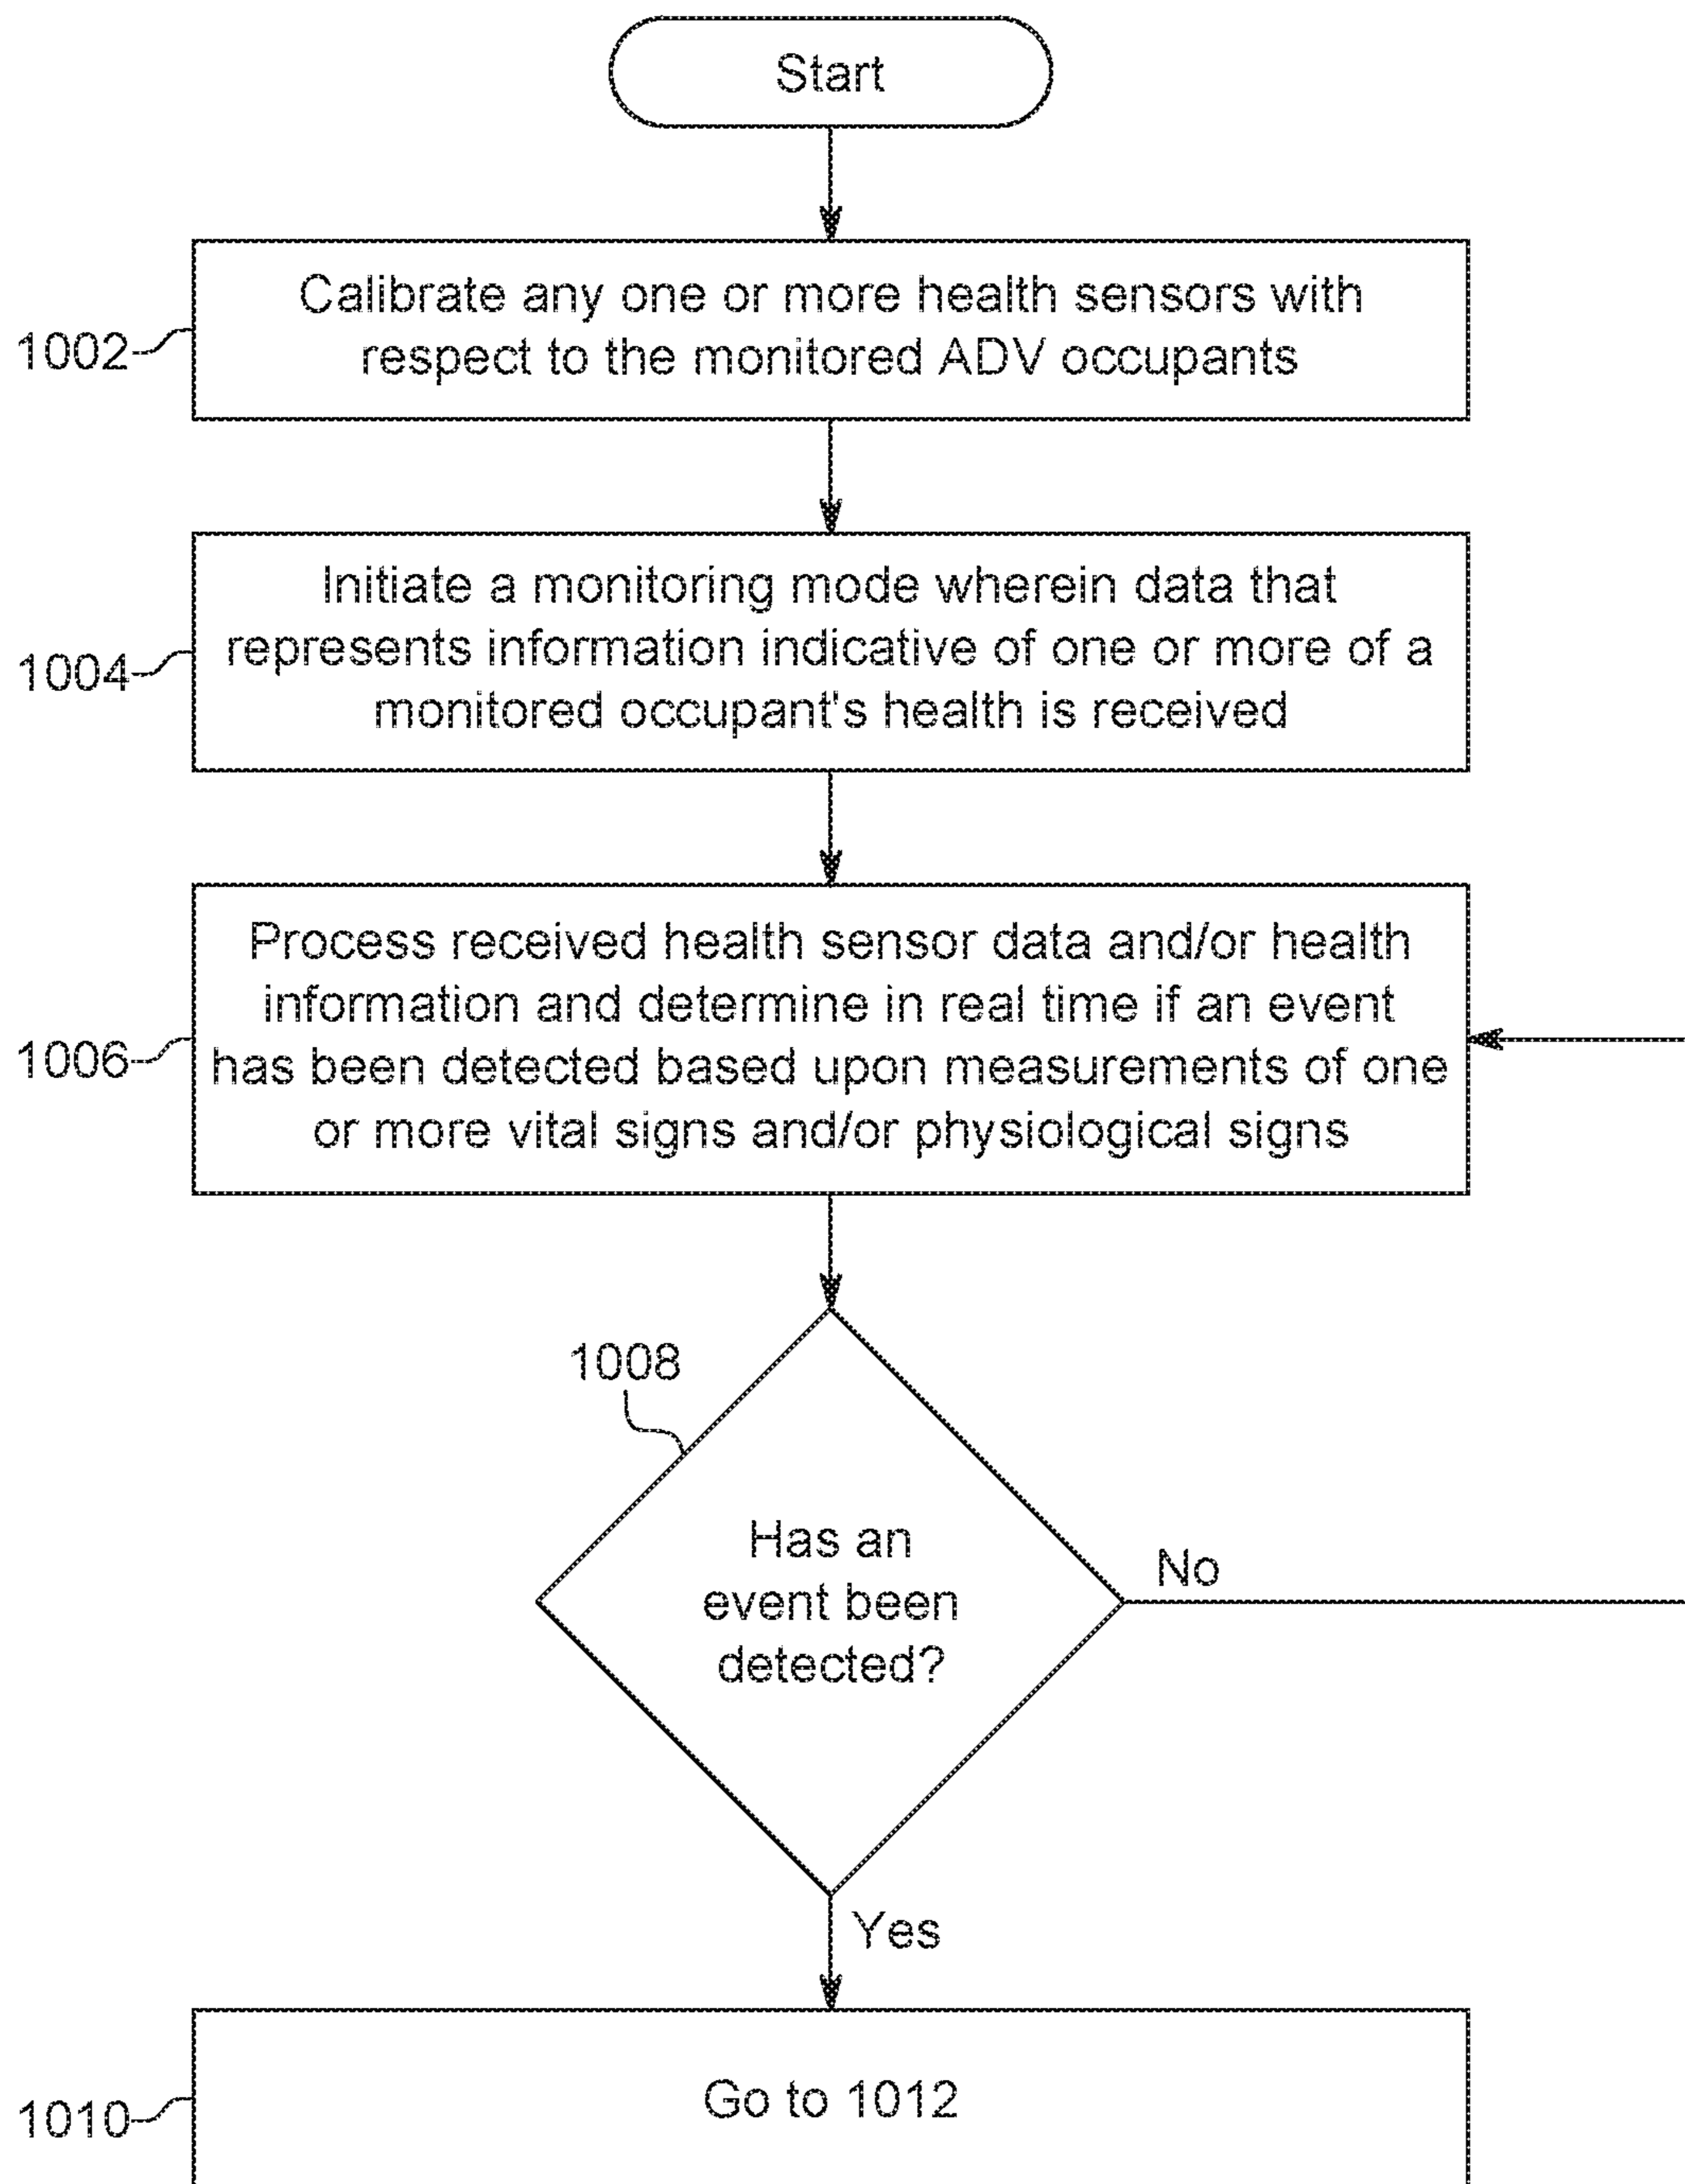 Start
Calibrate any one or more health sensors with
respect to the monitored ADV occupants
1002
Initiate a monitoring mode wherein data that
represents information indicative of one or more of a
monitored occupant's health is received
1004
Process received health sensor data and/or health
information and determine in real time if an event
has been detected based upon measurements of one
or more vital signs and/or physiological signs
1006
1008
Has an
event been
detected?
No
Yes
Go to 1012
1010